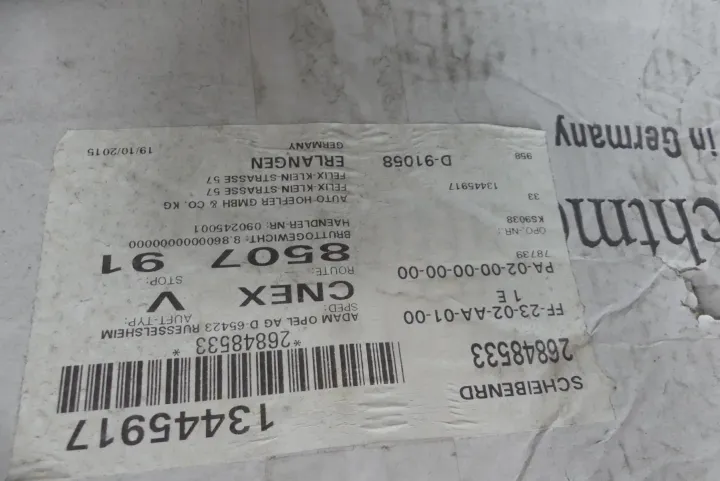 13445917
*26848533*
ADAM OPEL AG D-65423 RUESSELSHEIM
SPED: AUFT-TYP:
CNEX V
ROUTE: STOP:
8507 91
BRUTTOGEWICHT: 8.860000000000
HAENDLER-NR: 090245001
AUTO-HOEFLER GMBH & CO. KG
FELIX-KLEIN-STRASSE 57
FELIX-KLEIN-STRASSE 57
ERLANGEN
GERMANY
19/10/2015
SCHEIBENRD
26848533
FF-23-02-AA-01-00
1 E
PA-02-00-00-00
78739
OPO.-NR:
KS9038
33
13445917
D-91058
958
in Germany